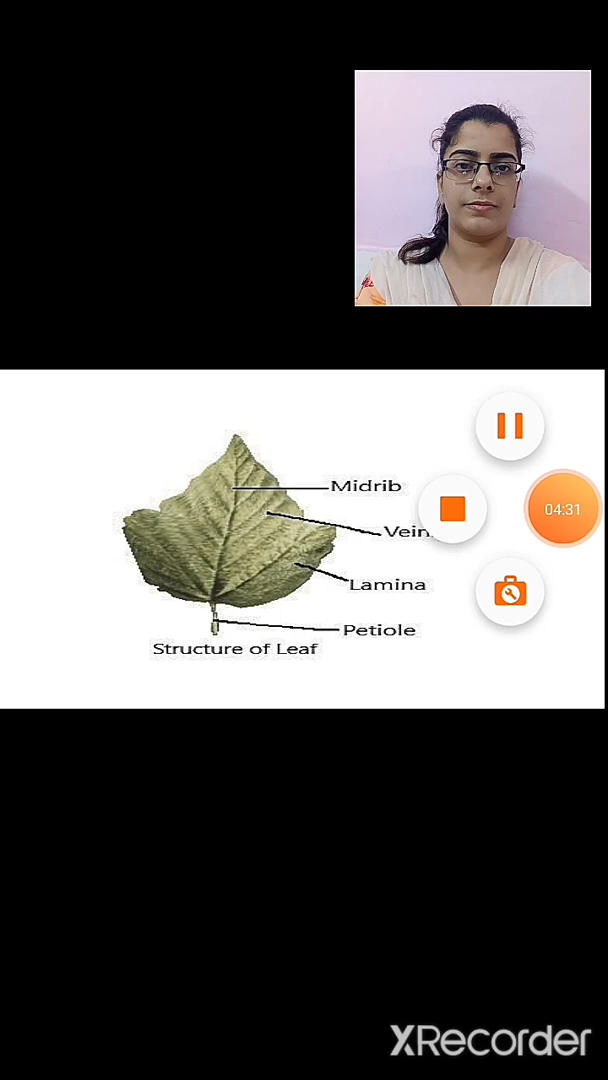 Midrib
Vein
04:31
Lamina
Petiole
Structure of Leaf
XRecorder